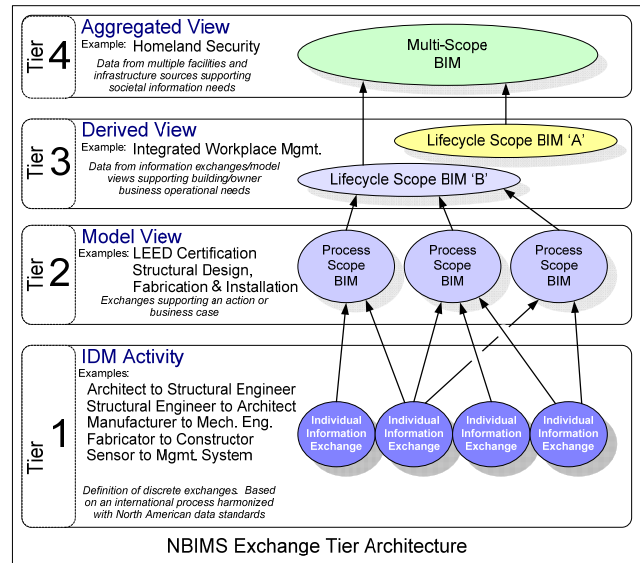 Tier 4
Aggregated View
Example: Homeland Security
Data from multiple facilities and
infrastructure sources supporting
societal information needs
Multi-Scope
BIM
Tier 3
Derived View
Example: Integrated Workplace Mgmt.
Data from information exchanges/model
views supporting building/owner
business operational needs
Lifecycle Scope BIM ‘A’
Lifecycle Scope BIM ‘B’
Tier 2
Model View
Examples: LEED Certification
Structural Design,
Fabrication & Installation
Exchanges supporting an action or
business case
Process
Scope
BIM
Process
Scope
BIM
Process
Scope
BIM
Tier 1
IDM Activity
Examples:
Architect to Structural Engineer
Structural Engineer to Architect
Manufacturer to Mech. Eng.
Fabricator to Constructor
Sensor to Mgmt. System
Definition of discrete exchanges. Based
on an international process harmonized
with North American data standards
Individual
Information
Exchange
Individual
Information
Exchange
Individual
Information
Exchange
Individual
Information
Exchange
NBIMS Exchange Tier Architecture